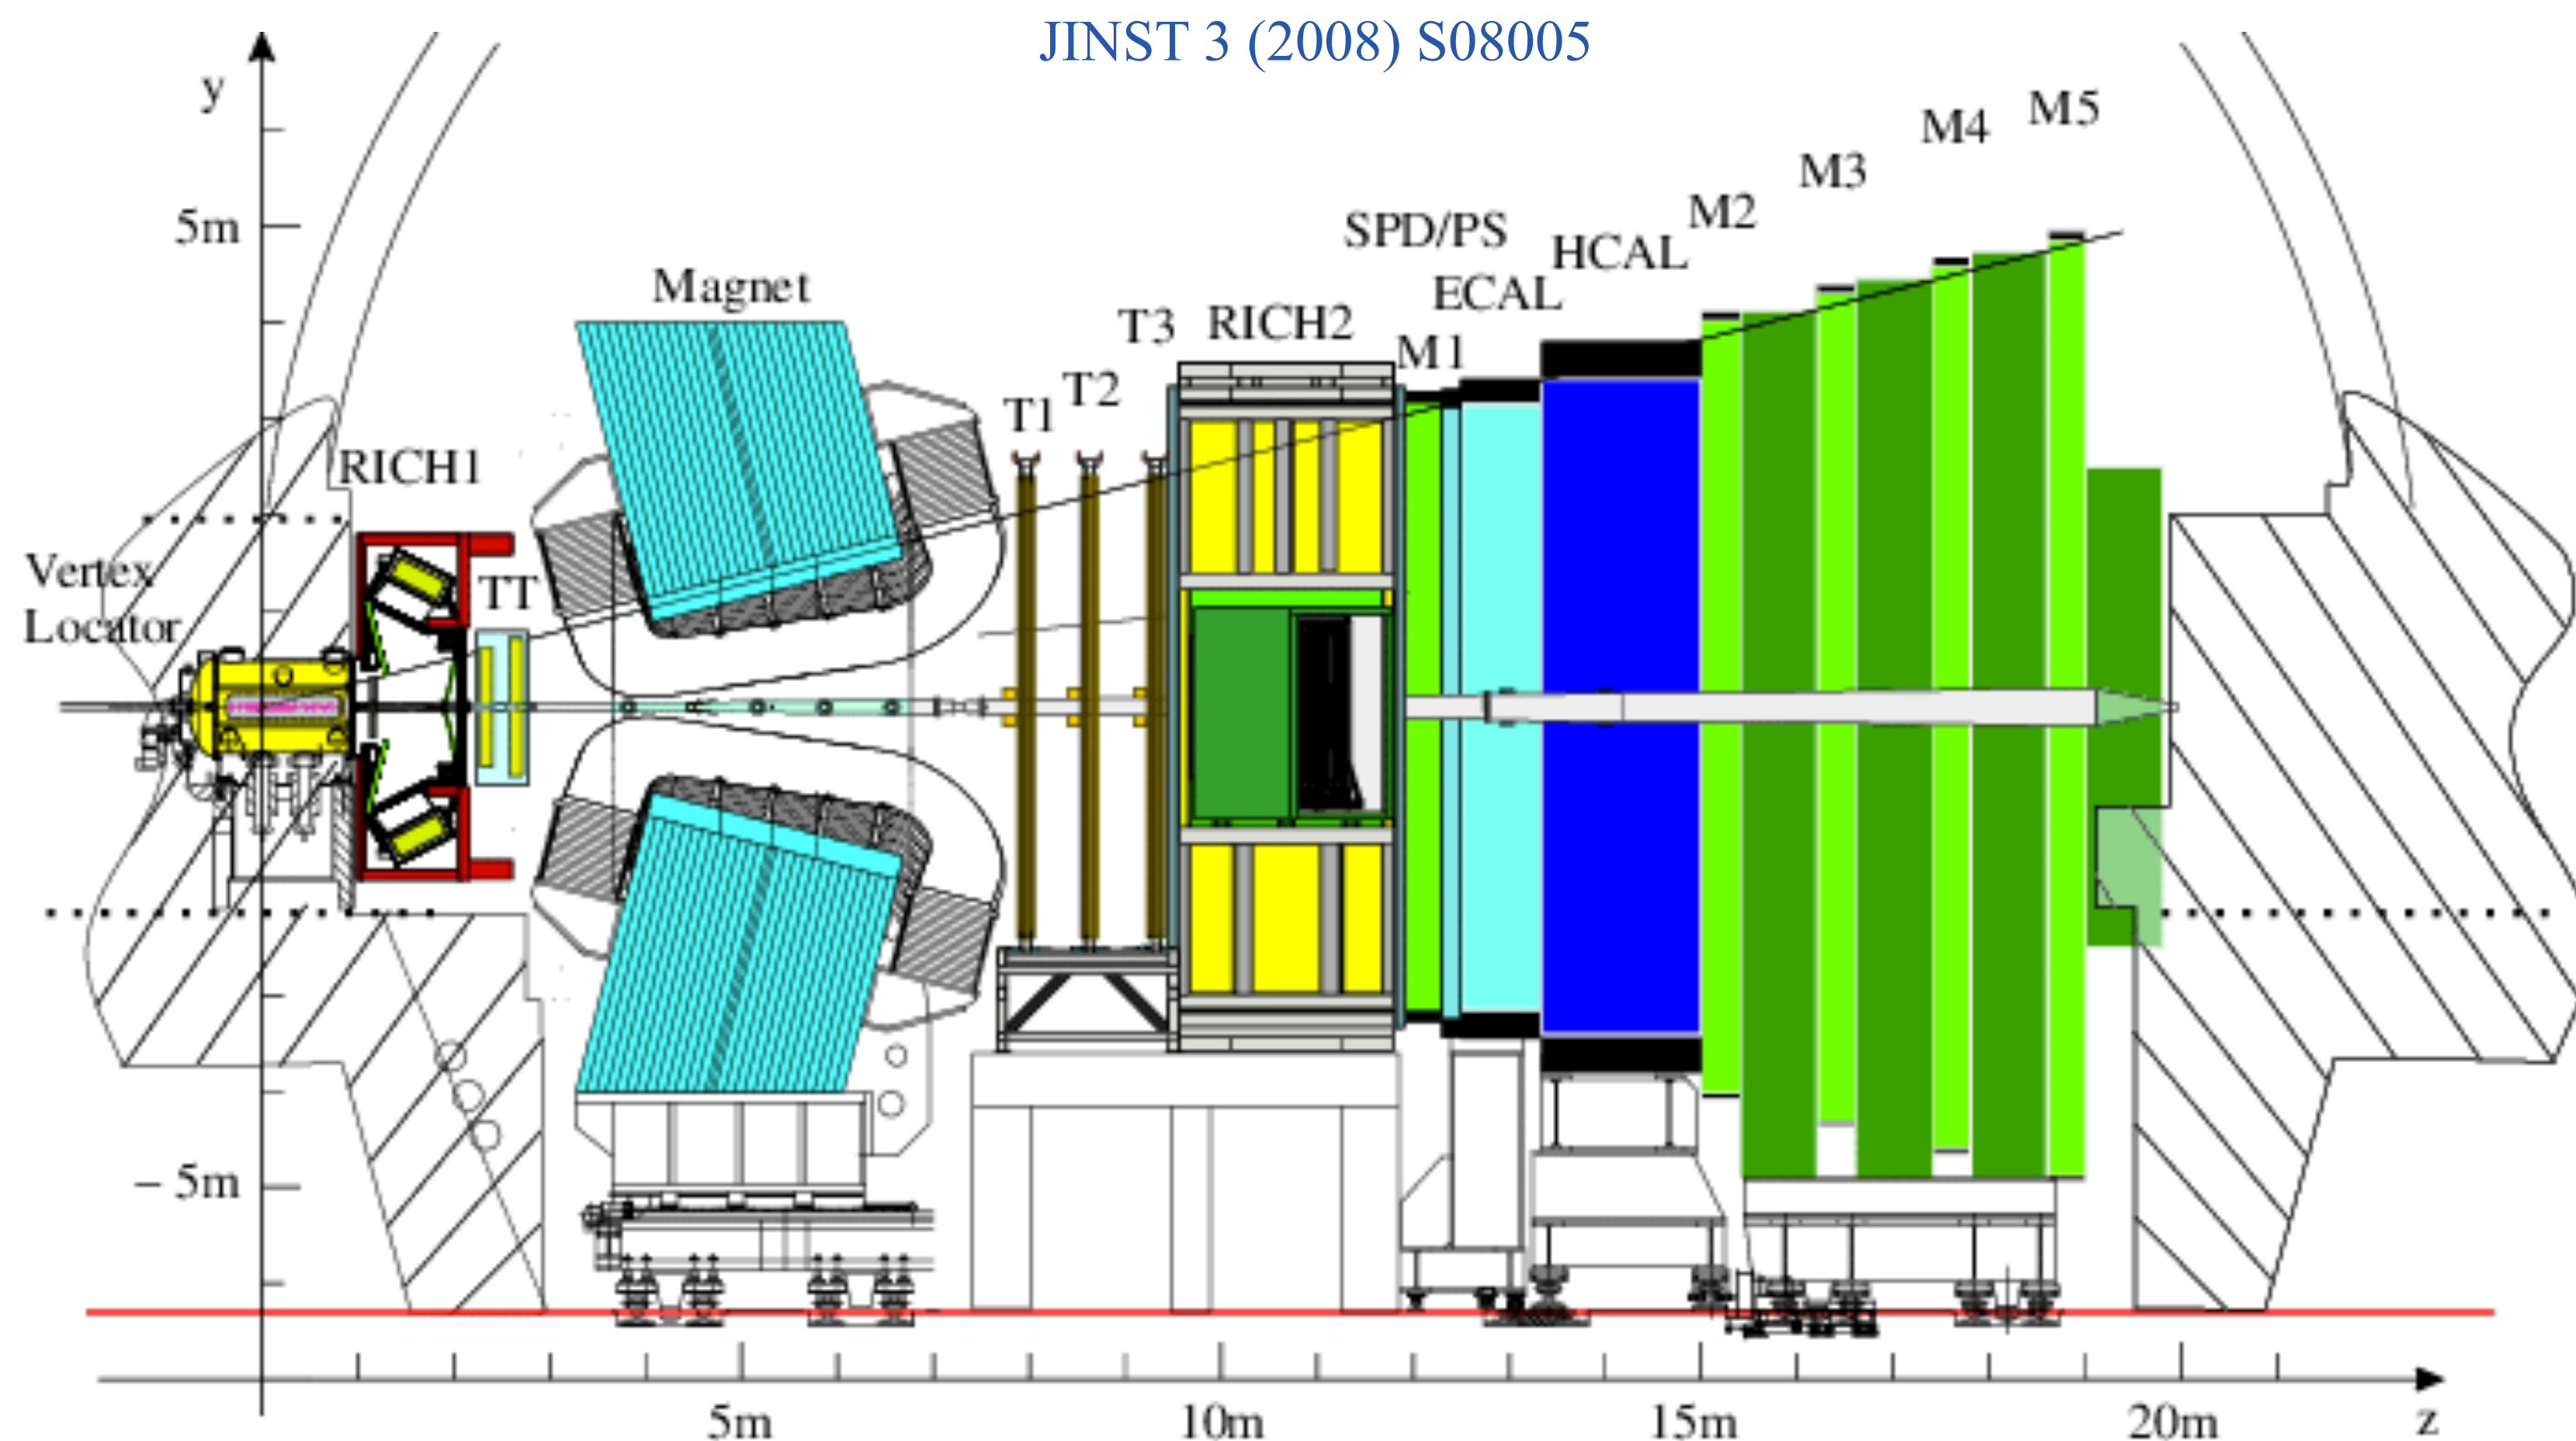 JINST 3 (2008) S08005
y
5m
M5
M4
M3
M2
SPD/PS
HCAL
ECAL
Magnet
T3
RICH2
M1
T2
T1
RICH1
TT
Vertex
Locator
− 5m
5m
10m
15m
20m
z